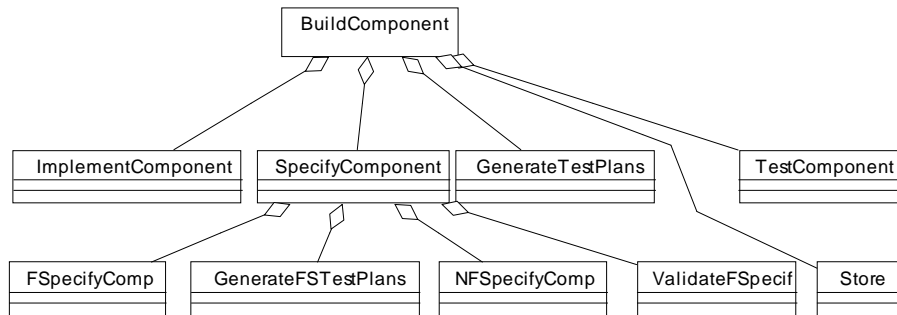 BuildComponent
ImplementComponent
SpecifyComponent
GenerateTestPlans
TestComponent
FSpecifyComp
GenerateFSTestPlans
NFSpecifyComp
ValidateFSpecif
Store